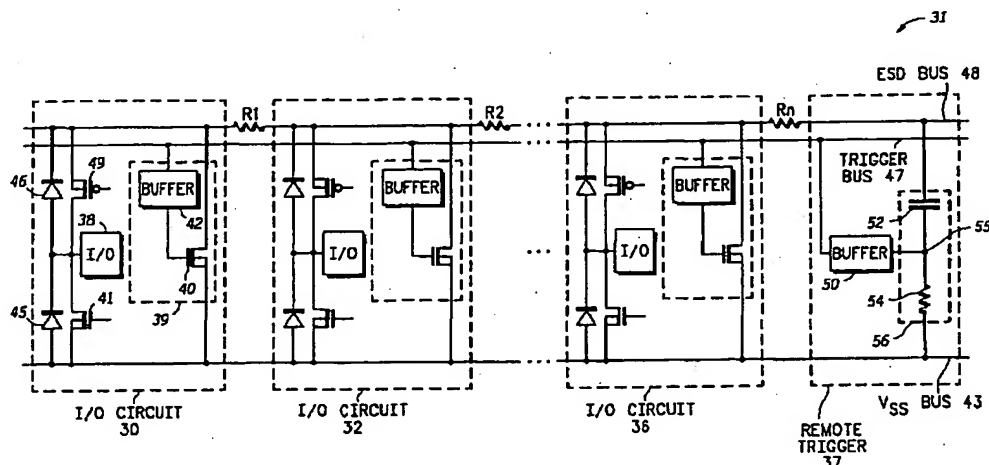 31
ESD BUS 48
R1
R2
Rn
49
46
38
BUFFER
42
I/O
40
41
45
39
BUFFER
I/O
BUFFER
I/O
TRIGGER
BUS 47
52
55
BUFFER
50
54
56
I/O CIRCUIT
30
I/O CIRCUIT
32
I/O CIRCUIT
36
REMOTE
TRIGGER
37
VSS BUS 43